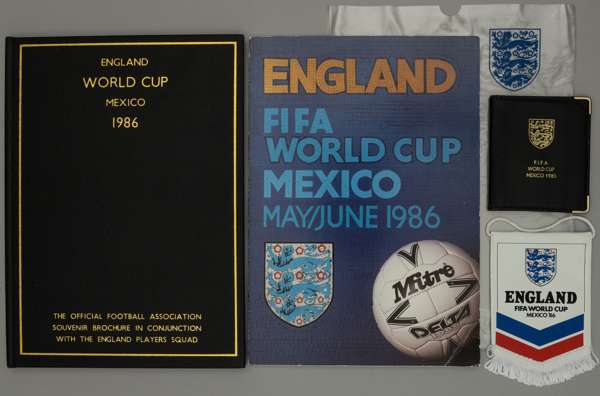 ENGLAND
WORLD CUP
MEXICO
1986
THE OFFICIAL FOOTBALL ASSOCIATION
SOUVENIR BROCHURE IN CONJUNCTION
WITH THE ENGLAND PLAYERS SQUAD
ENGLAND
FIFA
WORLD CUP
MEXICO
MAY/JUNE 1986
Mitre
DELTA
FIFA
WORLD CUP
MEXICO
ENGLAND
FIFA WORLD CUP
MEXICO '86